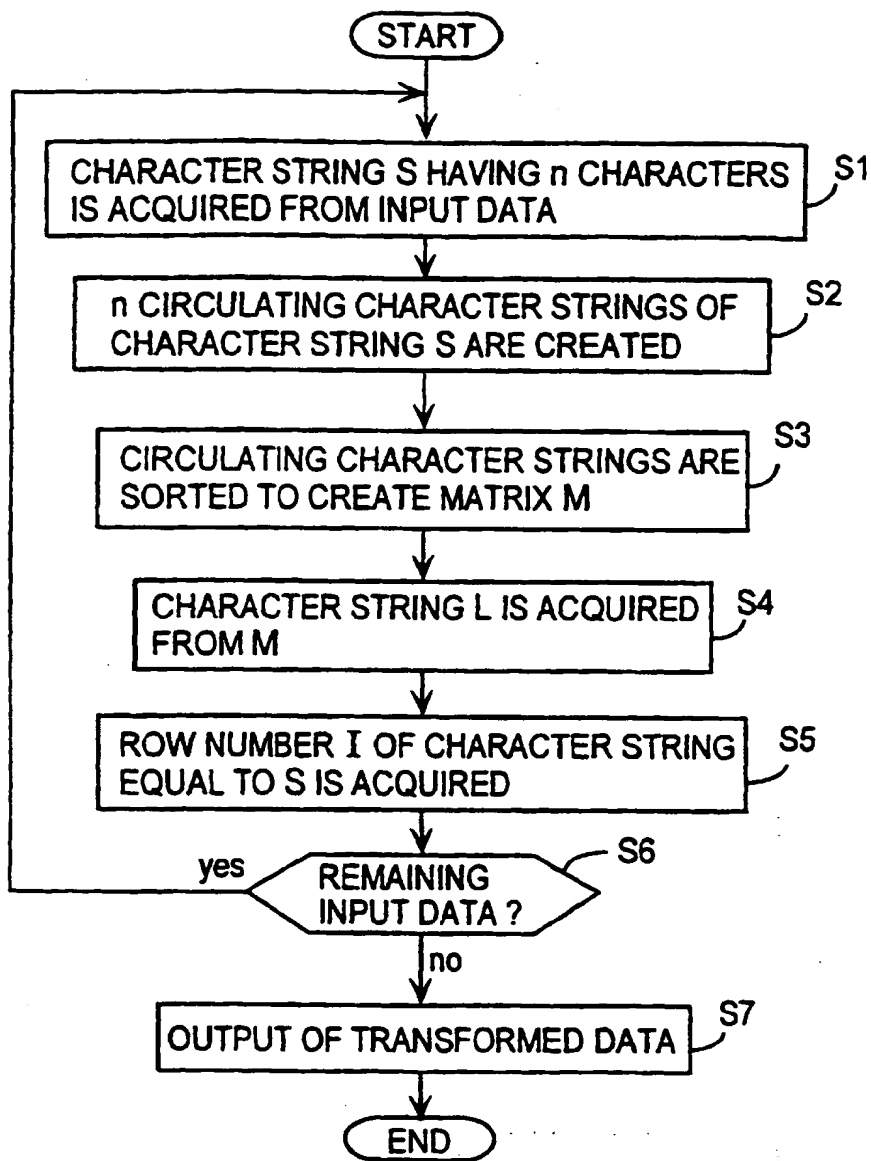 START
CHARACTER STRING S HAVING n CHARACTERS
IS ACQUIRED FROM INPUT DATA
S1
n CIRCULATING CHARACTER STRINGS OF
CHARACTER STRING S ARE CREATED
S2
CIRCULATING CHARACTER STRINGS ARE
SORTED TO CREATE MATRIX M
S3
CHARACTER STRING L IS ACQUIRED
FROM M
S4
ROW NUMBER I OF CHARACTER STRING
EQUAL TO S IS ACQUIRED
S5
yes
REMAINING
INPUT DATA ?
S6
no
OUTPUT OF TRANSFORMED DATA
S7
END